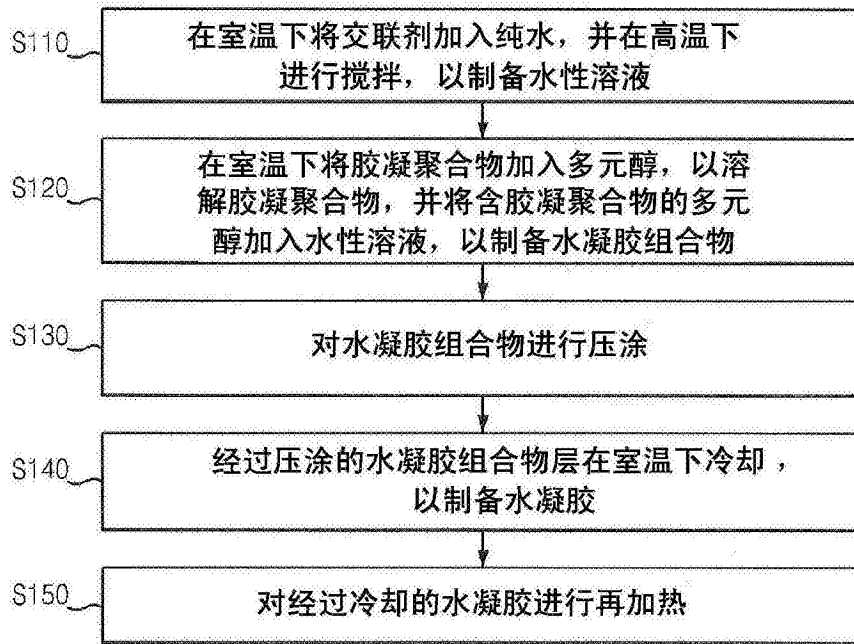 S110
在室温下将交联剂加入纯水，并在高温下
进行搅拌，以制备水性溶液
S120
在室温下将胶凝聚合物加入多元醇，以溶
解胶凝聚合物，并将含胶凝聚合物的多元
醇加入水性溶液，以制备水凝胶组合物
S130
对水凝胶组合物进行压涂
S140
经过压涂的水凝胶组合物层在室温下冷却，
以制备水凝胶
S150
对经过冷却的水凝胶进行再加热